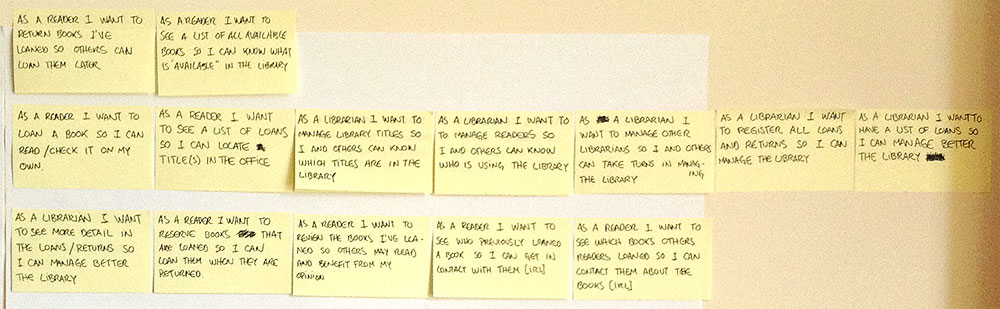 AS A READER I WANT TO
RETURN BOOKS I'VE
LOANED SO OTHERS CAN
LOAN THEM LATER
AS A READER I WANT TO
SEE A LIST OF ALL AVAILABLE
BOOKS SO I CAN KNOW WHAT
IS "AVAILABLE" IN THE LIBRARY
AS A READER I WANT TO
LOAN A BOOK SO I CAN
READ/CHECK IT ON MY
OWN.
AS A READER I WANT
TO SEE A LIST OF LOANS
SO I CAN LOCATE
TITLE(S) IN THE OFFICE
AS A LIBRARIAN I WANT TO
MANAGE LIBRARY TITLES SO
I AND OTHERS CAN KNOW
WHICH TITLES ARE IN THE
LIBRARY
AS A LIBRARIAN I WANT TO
TO MANAGE READERS SO
I AND OTHERS CAN KNOW
WHO IS USING THE LIBRARY
AS A LIBRARIAN I
WANT TO MANAGE OTHER
LIBRARIANS SO I AND OTHERS
CAN TAKE TURNS IN MANAG-
THE LIBRARY ING
AS A LIBRARIAN I WANT
TO REGISTER ALL LOANS
AND RETURNS SO I CAN
MANAGE THE LIBRARY
AS A LIBRARIAN I WANT TO
HAVE A LIST OF LOANS SO
I CAN MANAGE BETTER
THE LIBRARY
AS A LIBRARIAN I WANT
TO SEE MORE DETAIL IN
THE LOANS/RETURNS SO
I CAN MANAGE BETTER
THE LIBRARY
AS A READER I WANT TO
RESERVE BOOKS THAT
ARE LOANED SO I CAN
LOAN THEM WHEN THEY ARE
RETURNED.
AS A READER I WANT TO
REVIEW THE BOOKS I'VE LOA-
NED SO OTHERS MAY READ
AND BENEFIT FROM MY
OPINION
AS A READER I WANT TO
SEE WHO PREVIOUSLY LOANED
A BOOK SO I CAN GET IN
CONTACT WITH THEM [IRL]
AS A READER I WANT TO
SEE WHICH BOOKS OTHERS
READERS LOANED SO I CAN
CONTACT THEM ABOUT THE
BOOKS [IRL]